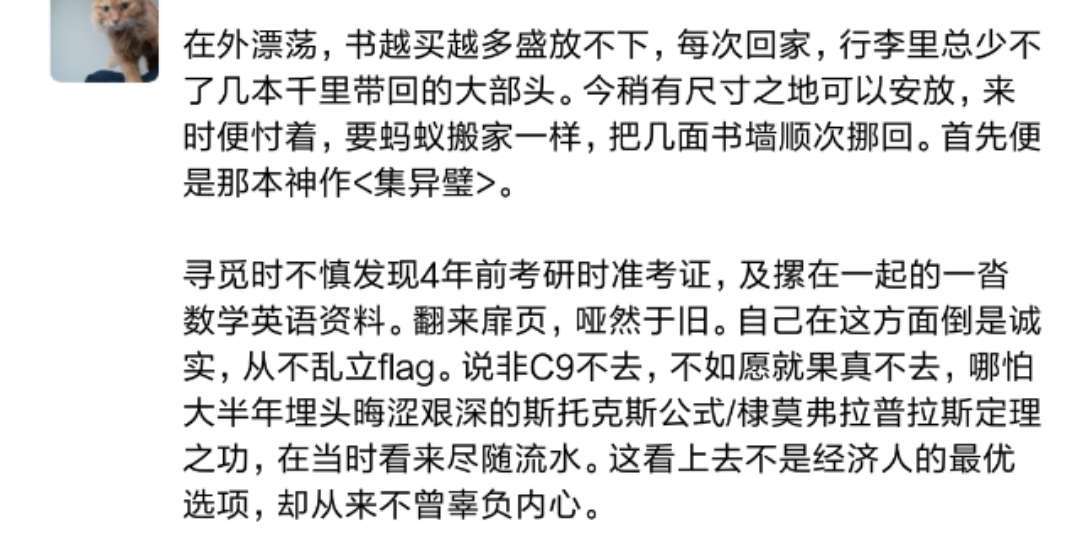 在外漂荡，书越买越多盛放不下，每次回家，行李里总少不
了几本千里带回的大部头。今稍有尺寸之地可以安放，来
时便忖着，要蚂蚁搬家一样，把几面书墙顺次挪回。首先便
是那本神作<集异璧>。
寻觅时不慎发现4年前考研时准考证，及摞在一起的一沓
数学英语资料。翻来扉页，哑然于旧。自己在这方面倒是诚
实，从不乱立flag。说非C9不去，不如愿就果真不去，哪怕
大半年埋头晦涩艰深的斯托克斯公式/棣莫弗拉普拉斯定理
之功，在当时看来尽随流水。这看上去不是经济人的最优
选项，却从来不曾辜负内心。